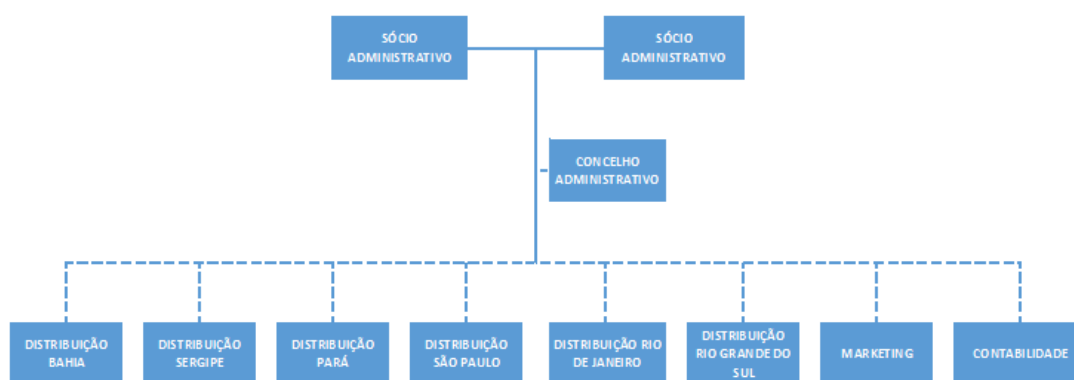 SÓCIO
ADMINISTRATIVO
SÓCIO
ADMINISTRATIVO
CONCELHO
ADMINISTRATIVO
DISTRIBUIÇÃO
BAHIA
DISTRIBUIÇÃO
SERGIPE
DISTRIBUIÇÃO
PARÁ
DISTRIBUIÇÃO
SÃO PAULO
DISTRIBUIÇÃO RIO
DE JANEIRO
DISTRIBUIÇÃO
RIO GRANDE DO
SUL
MARKETING
CONTABILIDADE